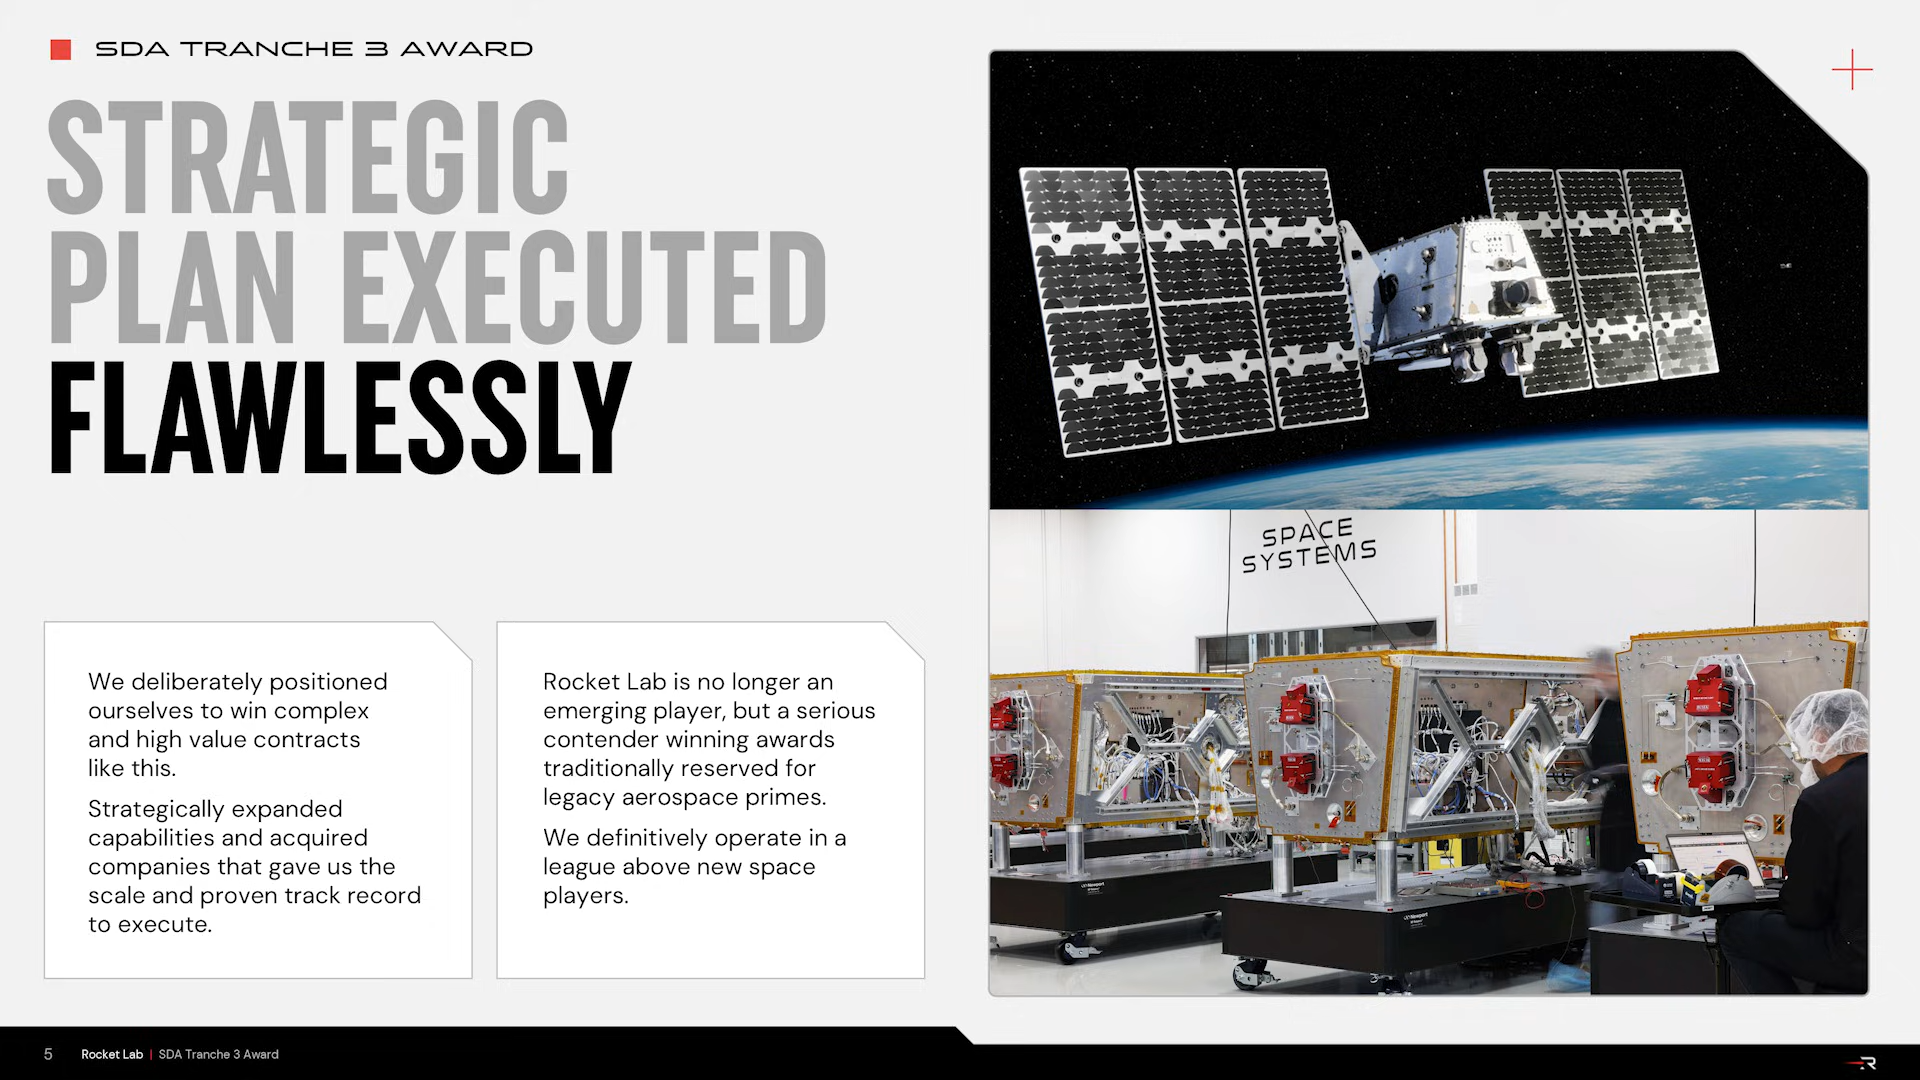 SDA TRANCHE 3 AWARD
STRATEGIC
PLAN EXECUTED
FLAWLESSLY
We deliberately positioned
ourselves to win complex
and high value contracts
like this.
Strategically expanded
capabilities and acquired
companies that gave us the
scale and proven track record
to execute.
Rocket Lab is no longer an
emerging player, but a serious
contender winning awards
traditionally reserved for
legacy aerospace primes.
We definitively operate in a
league above new space
players.
SPACE
SYSTEMS
Newport
Newport
5 Rocket Lab | SDA Tranche 3 Award